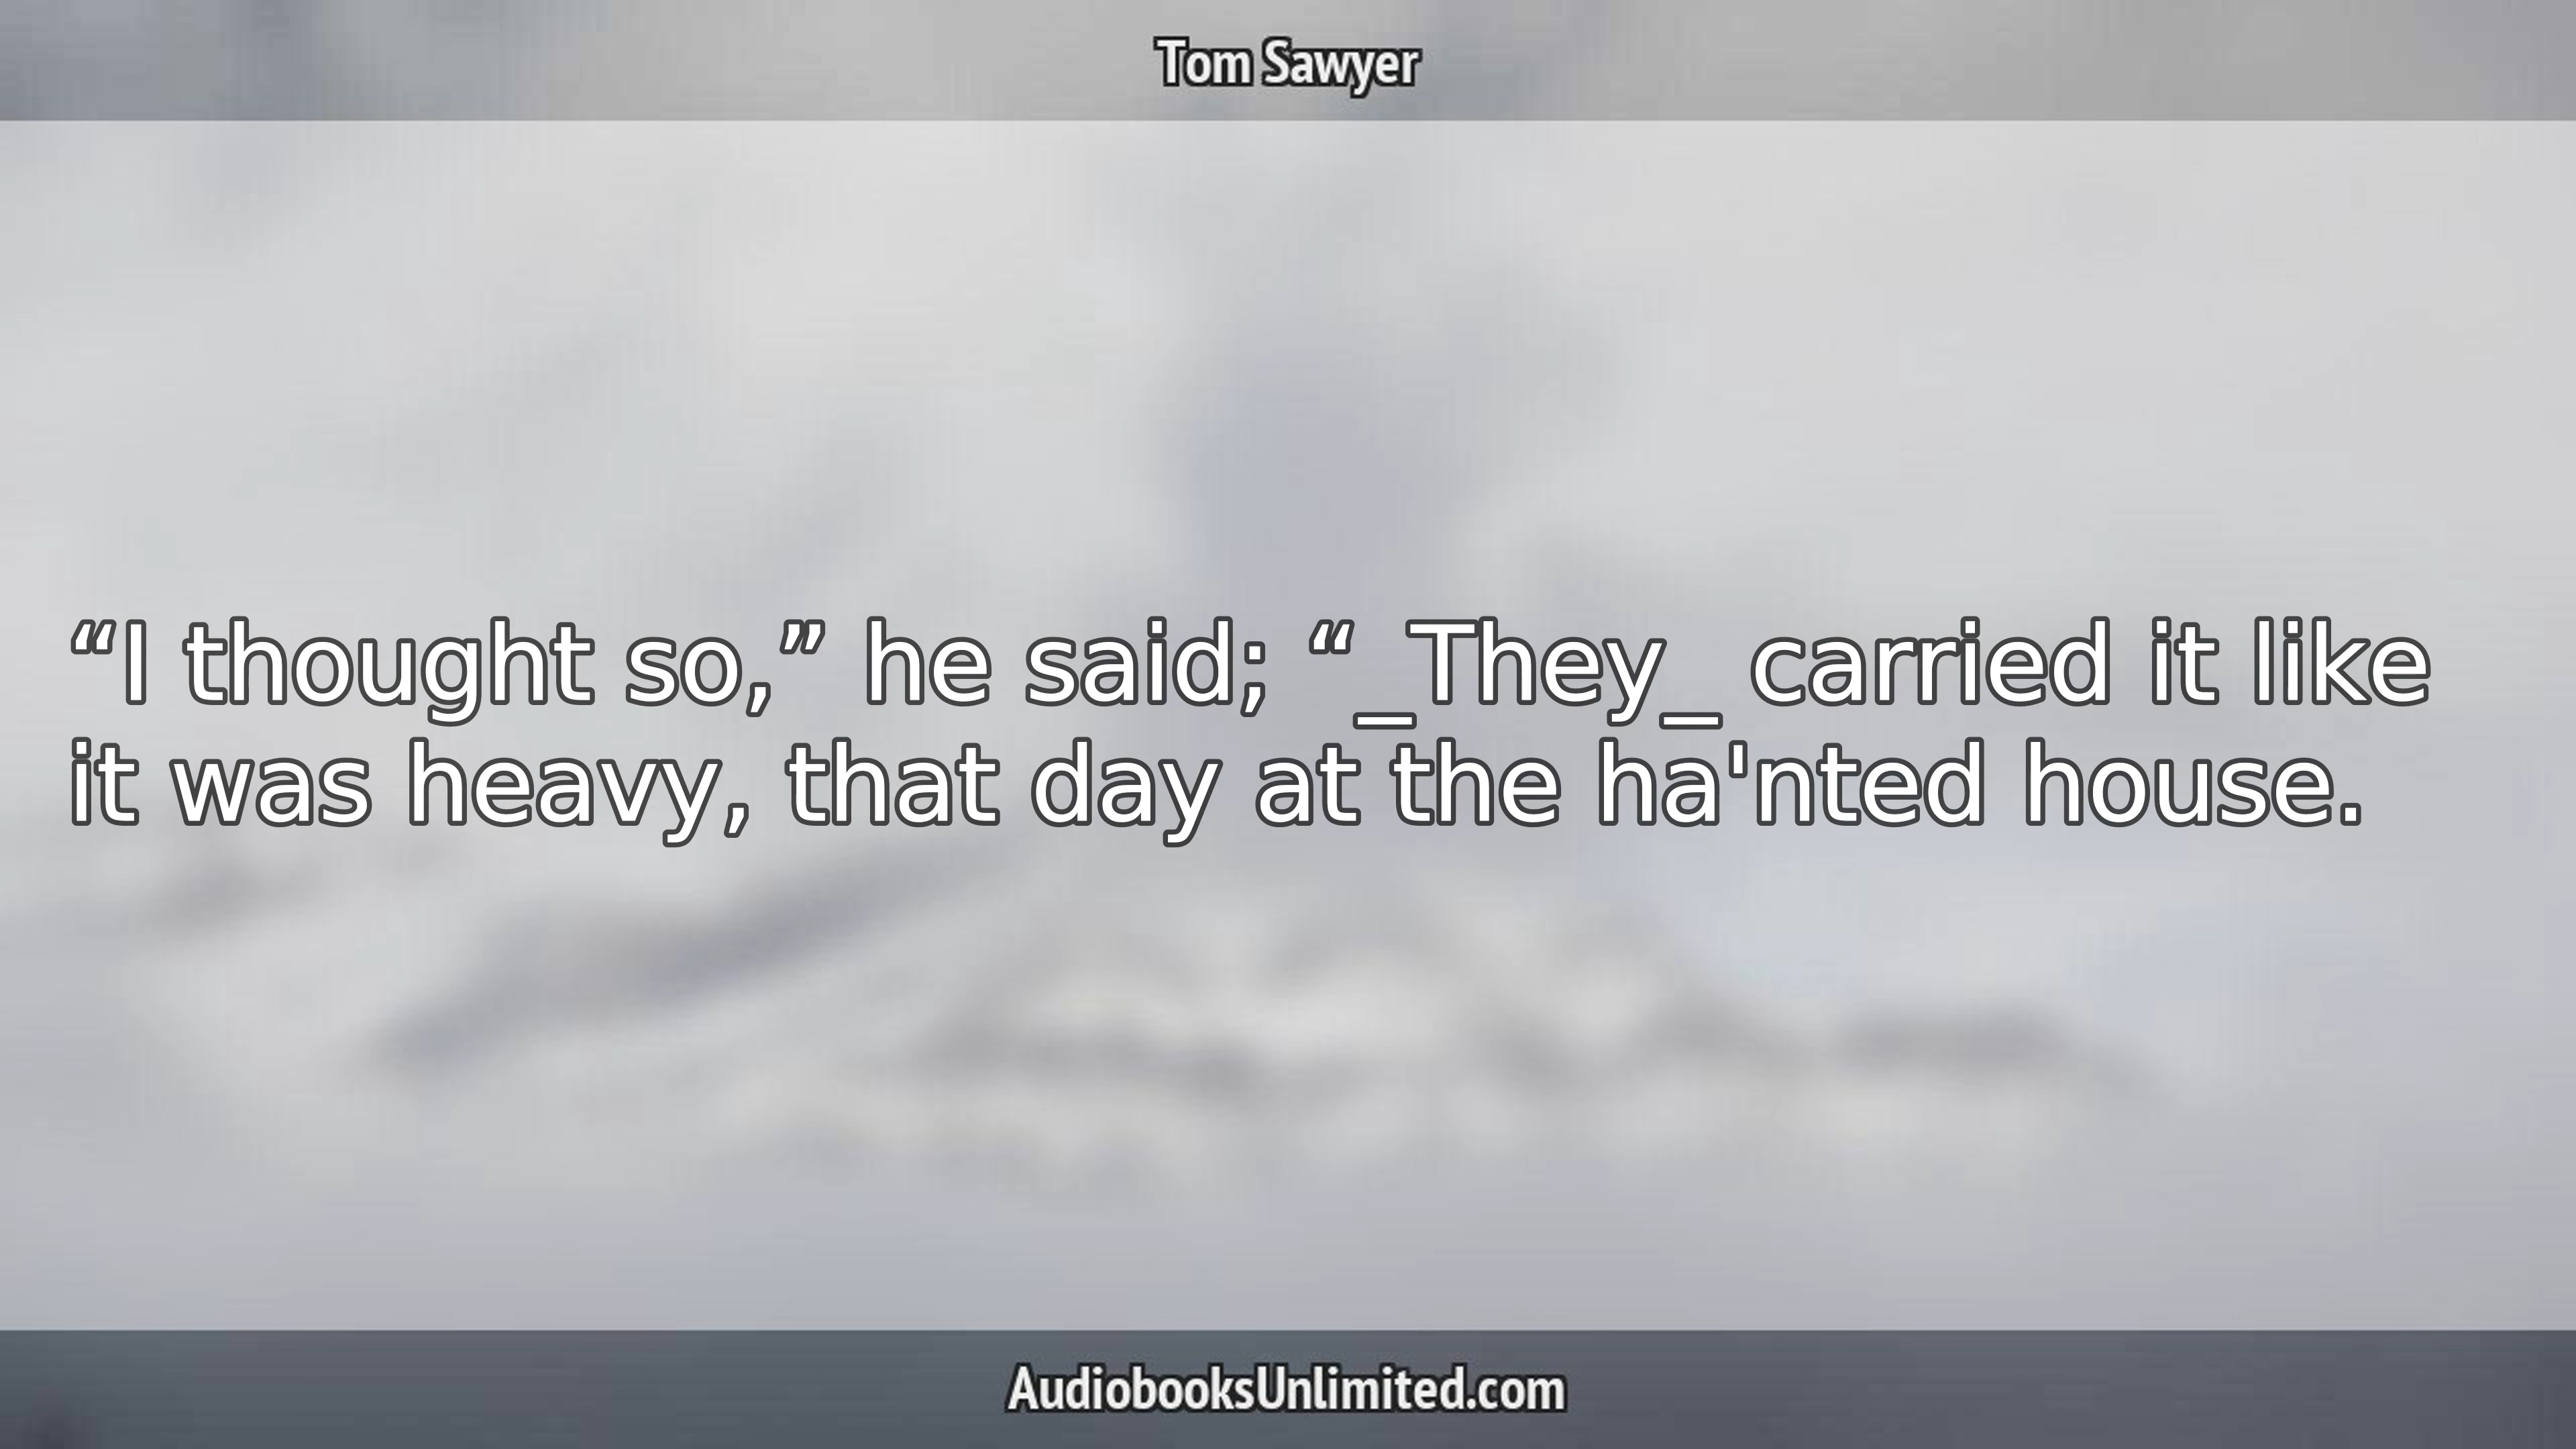 Tom Sawyer
“I thought so,” he said; “_They_ carried it like
it was heavy, that day at the ha'nted house.
AudiobooksUnlimited.com